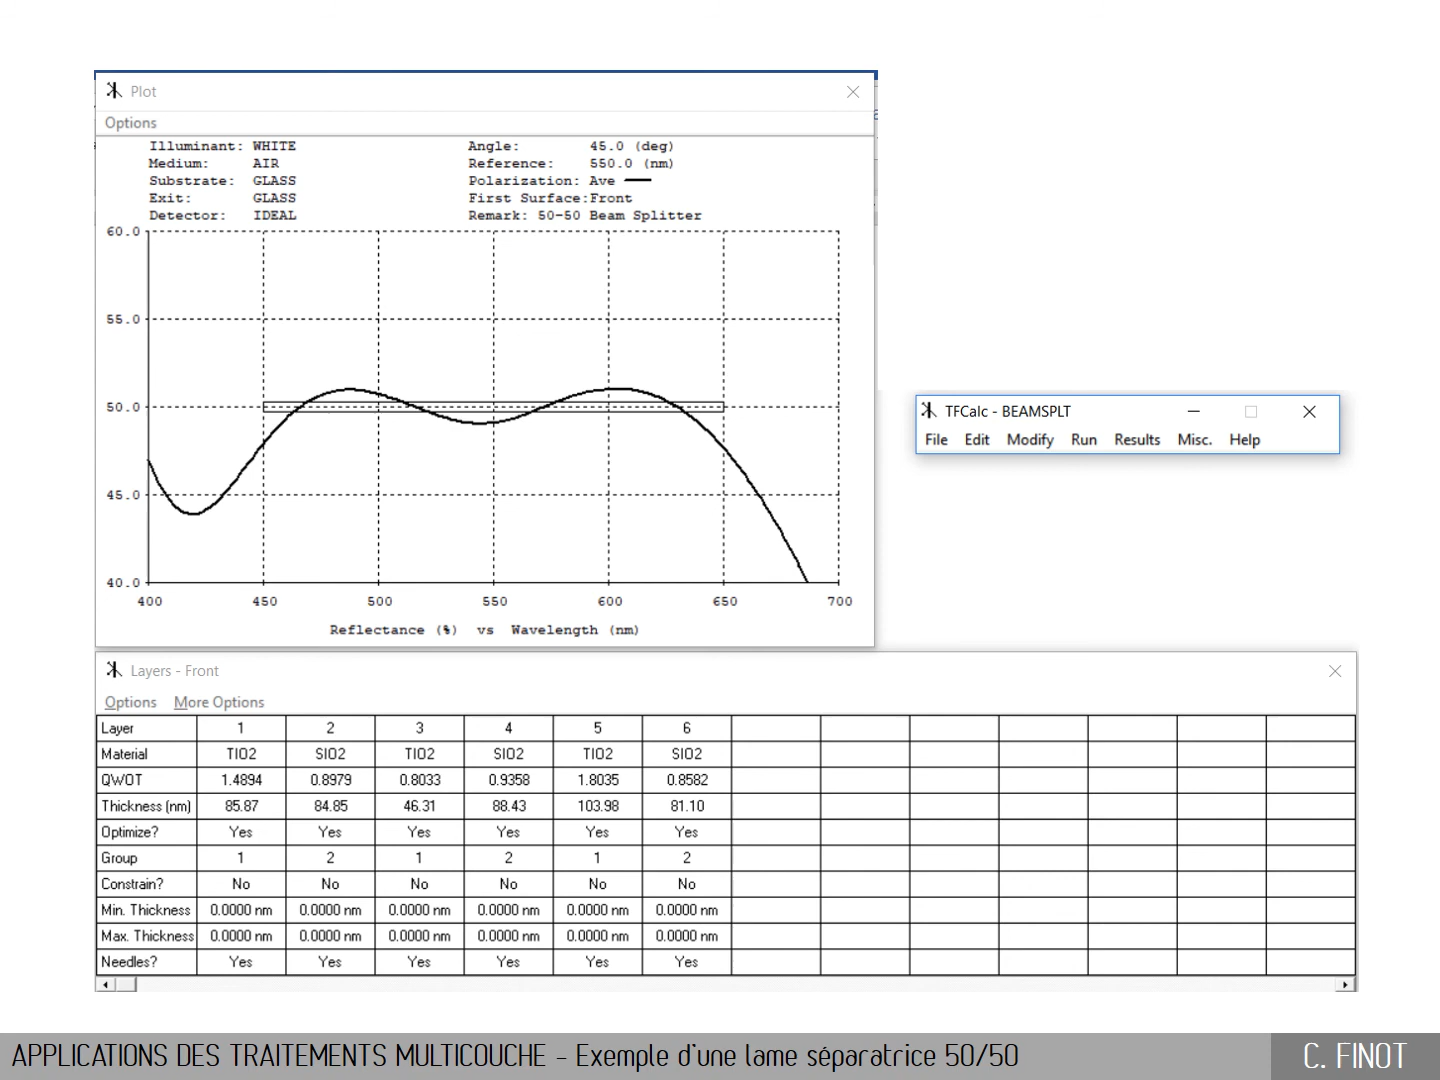 Plot
Options
Illuminant: WHITE
Medium: AIR
Substrate: GLASS
Exit: GLASS
Detector: IDEAL
Angle: 45.0 (deg)
Reference: 550.0 (nm)
Polarization: Ave
First Surface:Front
Remark: 50-50 Beam Splitter
60.0
55.0
50.0
45.0
40.0
400 450 500 550 600 650 700
Reflectance (%) vs Wavelength (nm)
TFCalc - BEAMSPLT
File Edit Modify Run Results Misc. Help
Layers - Front
Options More Options
Layer 1 2 3 4 5 6
Material TIO2 SIO2 TIO2 SIO2 TIO2 SIO2
QWOT 1.4894 0.8979 0.8033 0.9358 1.8035 0.8582
Thickness (nm) 85.87 84.85 46.31 88.43 103.98 81.10
Optimize? Yes Yes Yes Yes Yes Yes
Group 1 2 1 2 1 2
Constrain? No No No No No No
Min. Thickness 0.0000 nm 0.0000 nm 0.0000 nm 0.0000 nm 0.0000 nm 0.0000 nm
Max. Thickness 0.0000 nm 0.0000 nm 0.0000 nm 0.0000 nm 0.0000 nm 0.0000 nm
Needles? Yes Yes Yes Yes Yes Yes
APPLICATIONS DES TRAITEMENTS MULTICOUCHE - Exemple d'une lame séparatrice 50/50
C. FINOT